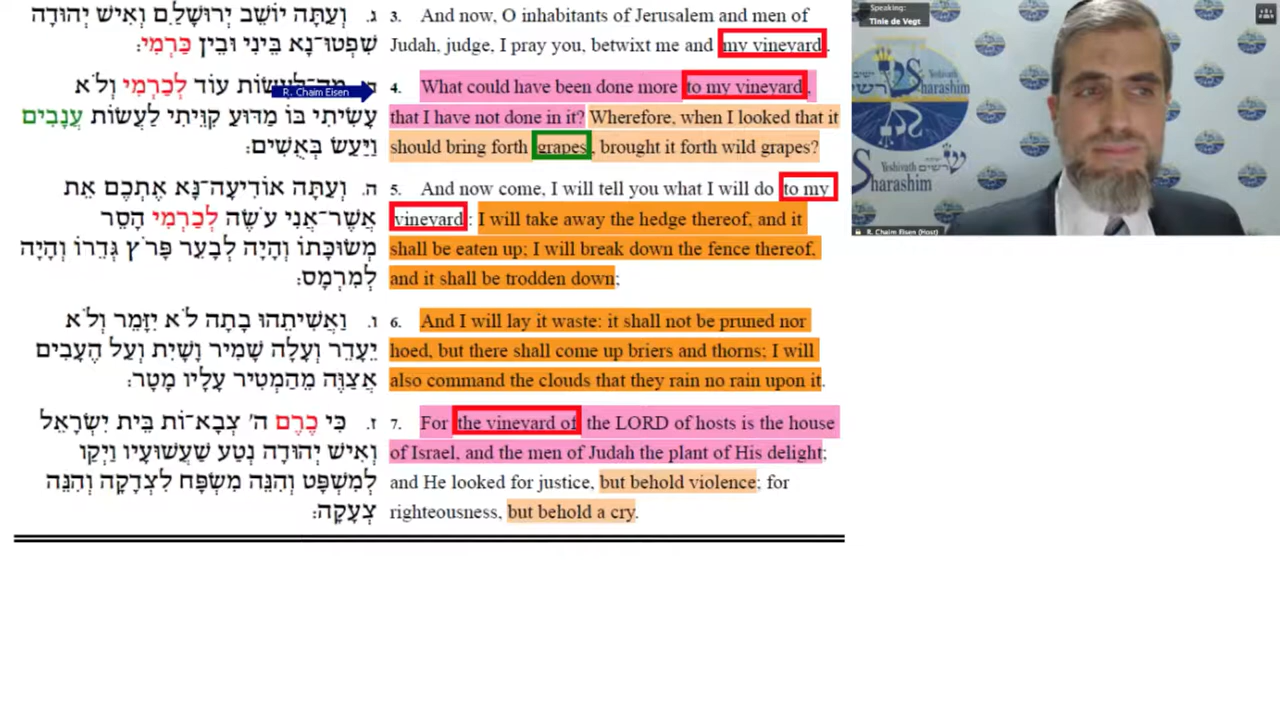 ג. וְעַתָּה יוֹשֵׁב יְרוּשָׁלִַם וְאִישׁ יְהוּדָה
שִׁפְטוּ־נָא בֵּינִי וּבֵין כַּרְמִי:
לַעֲשׂוֹת עוֹד לְכַרְמִי וְלֹא
עָשִׂיתִי בּוֹ מַדּוּעַ קִוֵּיתִי לַעֲשׂוֹת עֲנָבִים
וַיַּעַשׂ בְּאֻשִׁים:
ה. וְעַתָּה אוֹדִיעָה־נָּא אֶתְכֶם אֵת
אֲשֶׁר־אֲנִי עֹשֶׂה לְכַרְמִי הָסֵר
מְשׂוּכָּתוֹ וְהָיָה לְבָעֵר פָּרֹץ גְּדֵרוֹ וְהָיָה
לְמִרְמָס:
ו. וַאֲשִׁיתֵהוּ בָתָה לֹא יִזָּמֵר וְלֹא
יֵעָדֵר וְעָלָה שָׁמִיר וָשָׁיִת וְעַל הֶעָבִים
אֲצַוֶּה מֵהַמְטִיר עָלָיו מָטָר:
ז. כִּי כֶרֶם ה' צְבָא־וֹת בֵּית יִשְׂרָאֵל
וְאִישׁ יְהוּדָה נְטַע שַׁעֲשׁוּעָיו וַיְקַו
לְמִשְׁפָּט וְהִנֵּה מִשְׂפָּח לִצְדָקָה וְהִנֵּה
צְעָקָה:
R. Chaim Eisen
3. And now, O inhabitants of Jerusalem and men of
Judah, judge, I pray you, betwixt me and my vineyard.
4. What could have been done more to my vineyard,
that I have not done in it? Wherefore, when I looked that it
should bring forth grapes, brought it forth wild grapes?
5. And now come, I will tell you what I will do to my
vineyard: I will take away the hedge thereof, and it
shall be eaten up; I will break down the fence thereof,
and it shall be trodden down;
6. And I will lay it waste: it shall not be pruned nor
hoed, but there shall come up briers and thorns; I will
also command the clouds that they rain no rain upon it.
7. For the vineyard of the LORD of hosts is the house
of Israel, and the men of Judah the plant of His delight;
and He looked for justice, but behold violence; for
righteousness, but behold a cry.
Speaking:
Tinie de Vegt
Yeshivath
Sharashim
Yeshivath
Sharashim
R. Chaim Eisen (Host)